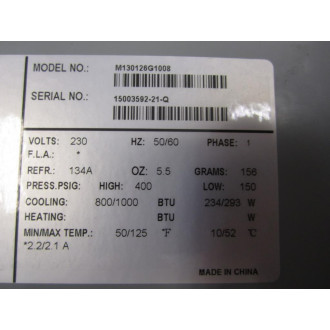 MODEL NO.: M130126G1008
SERIAL NO.: 15003592-21-Q
VOLTS: 230 HZ: 50/60 PHASE: 1
F.L.A.: *
REFR.: 134A OZ: 5.5 GRAMS: 156
PRESS.PSIG: HIGH: 400 LOW: 150
COOLING: 800/1000 BTU 234/293 W
HEATING: BTU W
MIN/MAX TEMP.: 50/125 °F 10/52 °C
*2.2/2.1 A
MADE IN CHINA